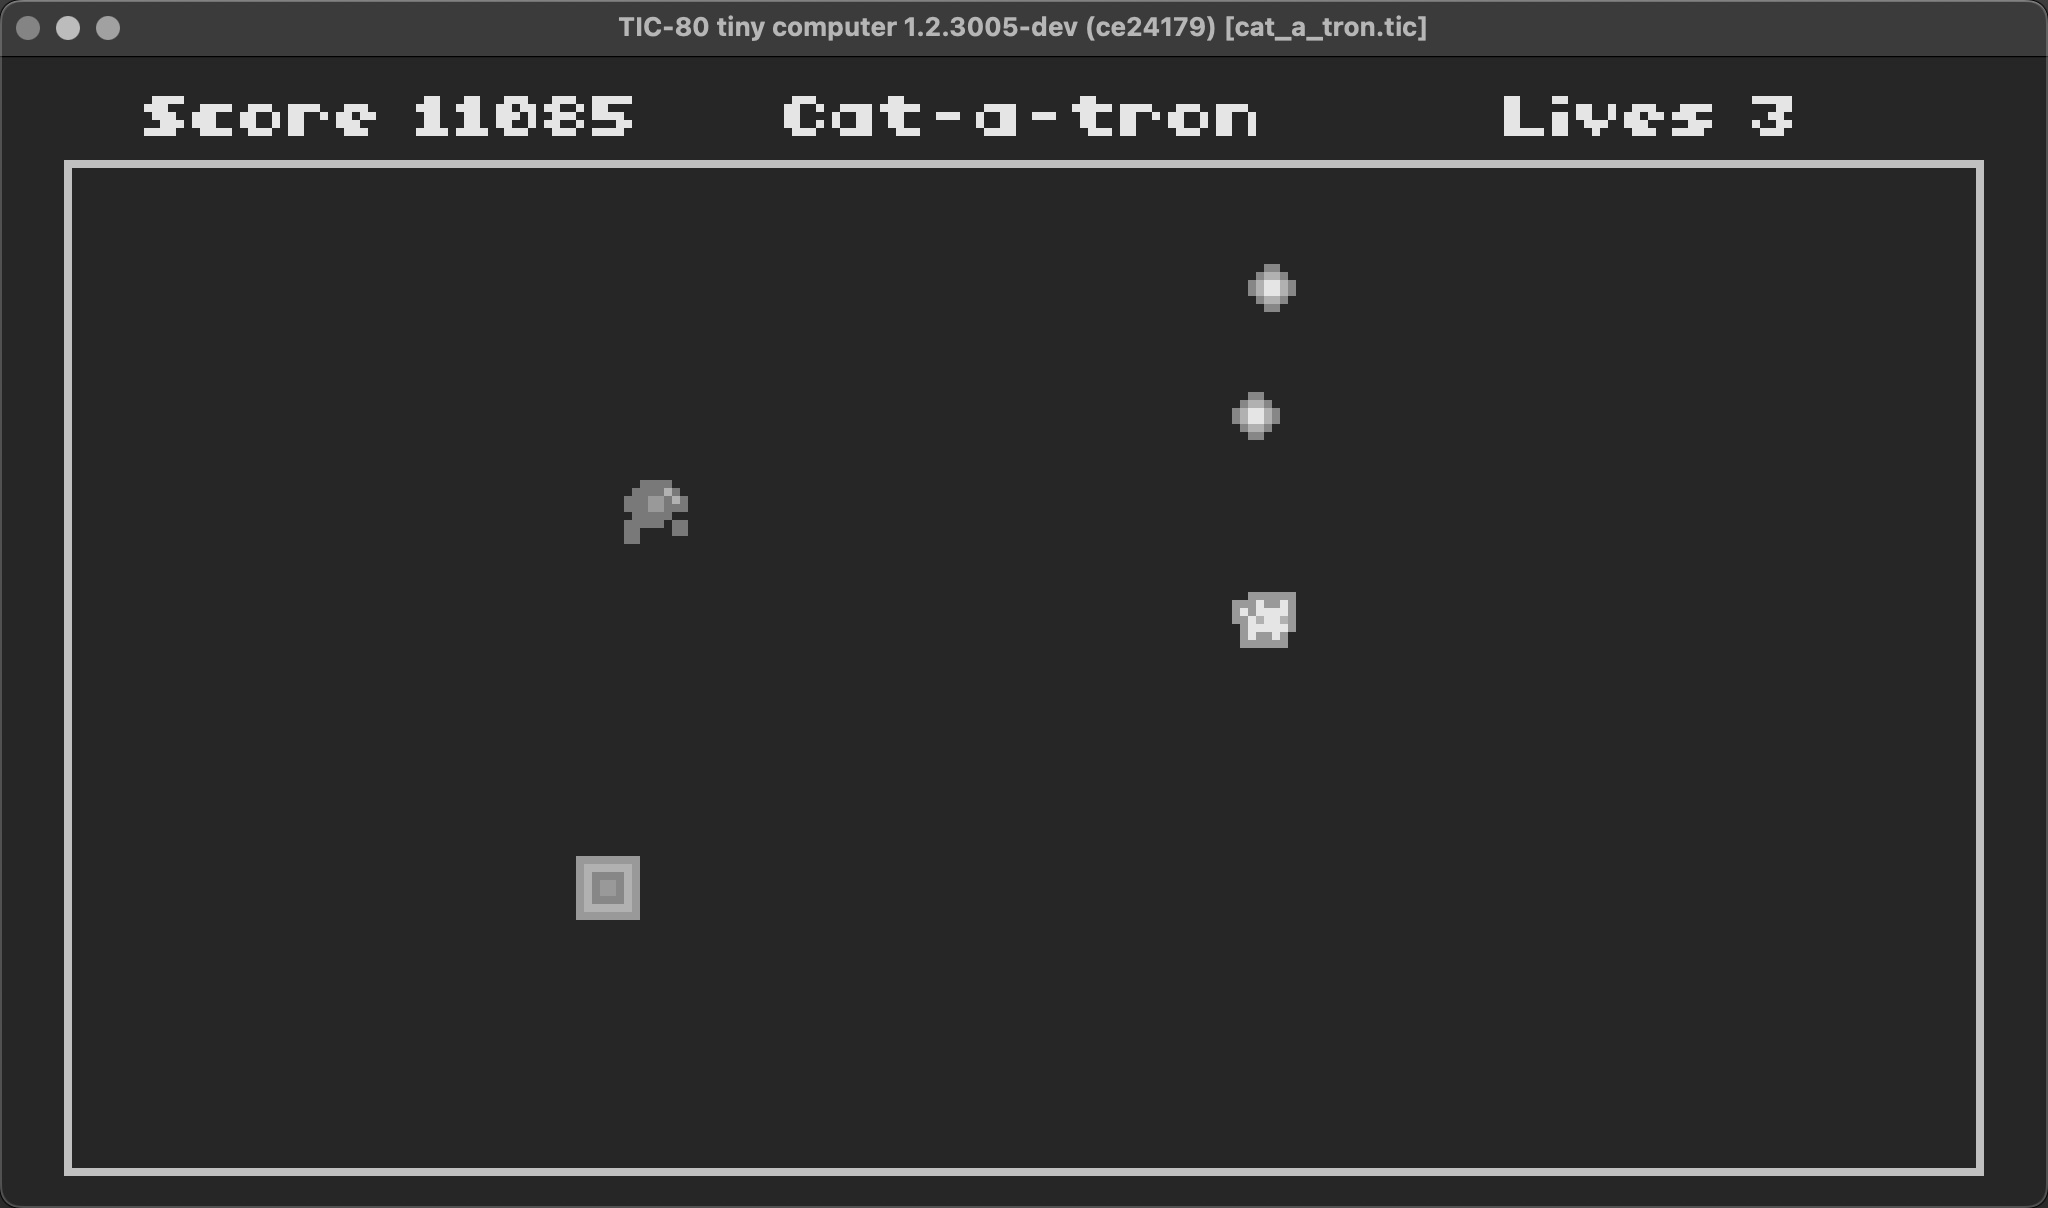 TIC-80 tiny computer 1.2.3005-dev (ce24179) [cat_a_tron.tic]
Score 11085 Cat-a-tron Lives 3